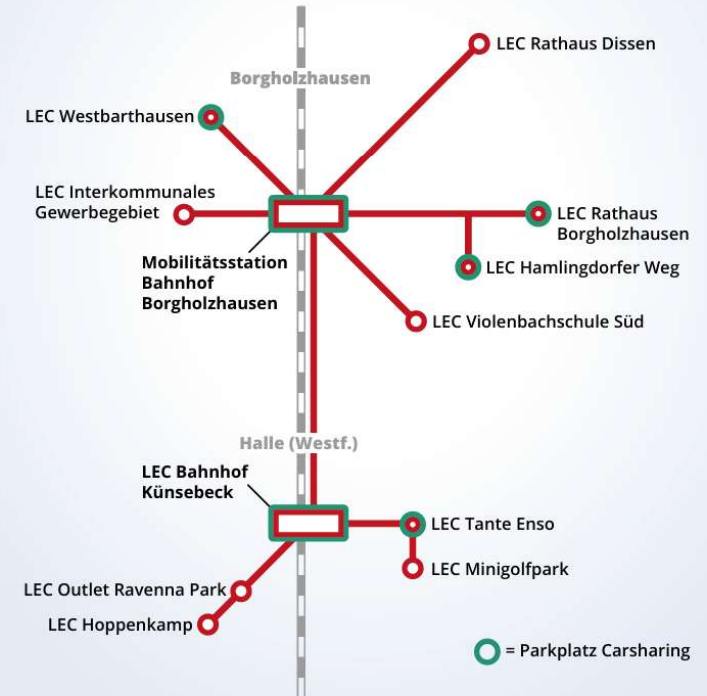 LEC Rathaus Dissen
Borgholzhausen
LEC Westbarthausen
LEC Interkommunales
Gewerbegebiet
LEC Rathaus
Borgholzhausen
Mobilitätsstation
Bahnhof
Borgholzhausen
LEC Hamlingdorfer Weg
LEC Violenbachschule Süd
Halle (Westf.)
LEC Bahnhof
Künsebeck
LEC Tante Enso
LEC Minigolfpark
LEC Outlet Ravenna Park
LEC Hoppenkamp
= Parkplatz Carsharing